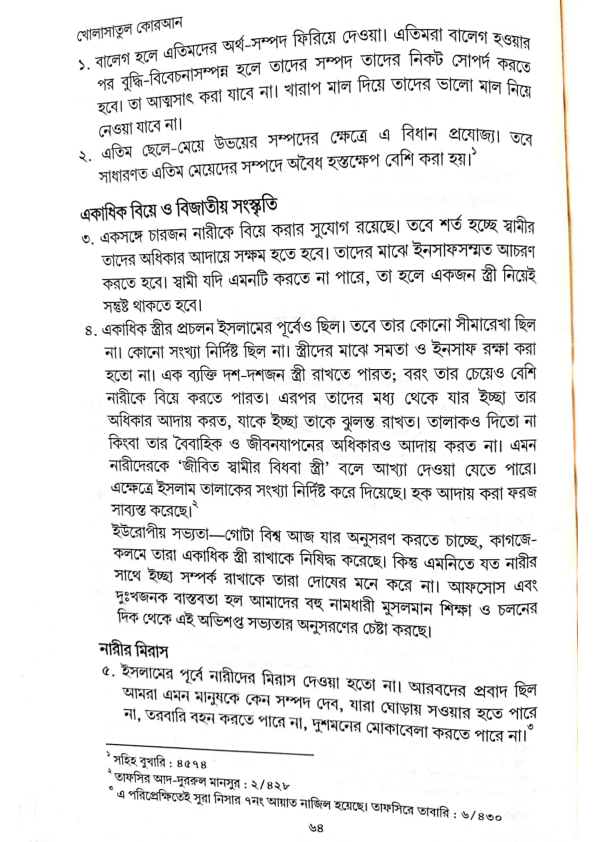 খোলাসাতুল কোরআন
১. বালেগ হলে এতিমদের অর্থ-সম্পদ ফিরিয়ে দেওয়া। এতিমরা বালেগ হওয়ার
পর বুদ্ধি-বিবেচনাসম্পন্ন হলে তাদের সম্পদ তাদের নিকট সোপর্দ করতে
হবে। তা আত্মসাৎ করা যাবে না। খারাপ মাল দিয়ে তাদের ভালো মাল নিয়ে
নেওয়া যাবে না।
২. এতিম ছেলে-মেয়ে উভয়ের সম্পদের ক্ষেত্রে এ বিধান প্রযোজ্য। তবে
সাধারণত এতিম মেয়েদের সম্পদে অবৈধ হস্তক্ষেপ বেশি করা হয়।১
একাধিক বিয়ে ও বিজাতীয় সংস্কৃতি
৩. একসঙ্গে চারজন নারীকে বিয়ে করার সুযোগ রয়েছে। তবে শর্ত হচ্ছে স্বামীর
তাদের অধিকার আদায়ে সক্ষম হতে হবে। তাদের মাঝে ইনসাফসম্মত আচরণ
করতে হবে। স্বামী যদি এমনটি করতে না পারে, তা হলে একজন স্ত্রী নিয়েই
সন্তুষ্ট থাকতে হবে।
৪. একাধিক স্ত্রীর প্রচলন ইসলামের পূর্বেও ছিল। তবে তার কোনো সীমারেখা ছিল
না। কোনো সংখ্যা নির্দিষ্ট ছিল না। স্ত্রীদের মাঝে সমতা ও ইনসাফ রক্ষা করা
হতো না। এক ব্যক্তি দশ-দশজন স্ত্রী রাখতে পারত; বরং তার চেয়েও বেশি
নারীকে বিয়ে করতে পারত। এরপর তাদের মধ্য থেকে যার ইচ্ছা তার
অধিকার আদায় করত, যাকে ইচ্ছা তাকে ঝুলন্ত রাখত। তালাকও দিতো না
কিংবা তার বৈবাহিক ও জীবনযাপনের অধিকারও আদায় করত না। এমন
নারীদেরকে ‘জীবিত স্বামীর বিধবা স্ত্রী’ বলে আখ্যা দেওয়া যেতে পারে।
এক্ষেত্রে ইসলাম তালাকের সংখ্যা নির্দিষ্ট করে দিয়েছে। হক আদায় করা ফরজ
সাব্যস্ত করেছে।২
ইউরোপীয় সভ্যতা—গোটা বিশ্ব আজ যার অনুসরণ করতে চাচ্ছে, কাগজে-
কলমে তারা একাধিক স্ত্রী রাখাকে নিষিদ্ধ করেছে। কিন্তু এমনিতে যত নারীর
সাথে ইচ্ছা সম্পর্ক রাখাকে তারা দোষের মনে করে না। আফসোস এবং
দুঃখজনক বাস্তবতা হল আমাদের বহু নামধারী মুসলমান শিক্ষা ও চলনের
দিক থেকে এই অভিশপ্ত সভ্যতার অনুসরণের চেষ্টা করছে।
নারীর মিরাস
৫. ইসলামের পূর্বে নারীদের মিরাস দেওয়া হতো না। আরবদের প্রবাদ ছিল
আমরা এমন মানুষকে কেন সম্পদ দেব, যারা ঘোড়ায় সওয়ার হতে পারে
না, তরবারি বহন করতে পারে না, দুশমনের মোকাবেলা করতে পারে না।৩
১ সহিহ বুখারি : ৪৫৭৪
২ তাফসির আদ-দুররুল মানসুর : ২/৪২৮
৩ এ পরিপ্রেক্ষিতেই সুরা নিসার ৭নং আয়াত নাজিল হয়েছে। তাফসিরে তাবারি : ৬/৪৩০
৬৪